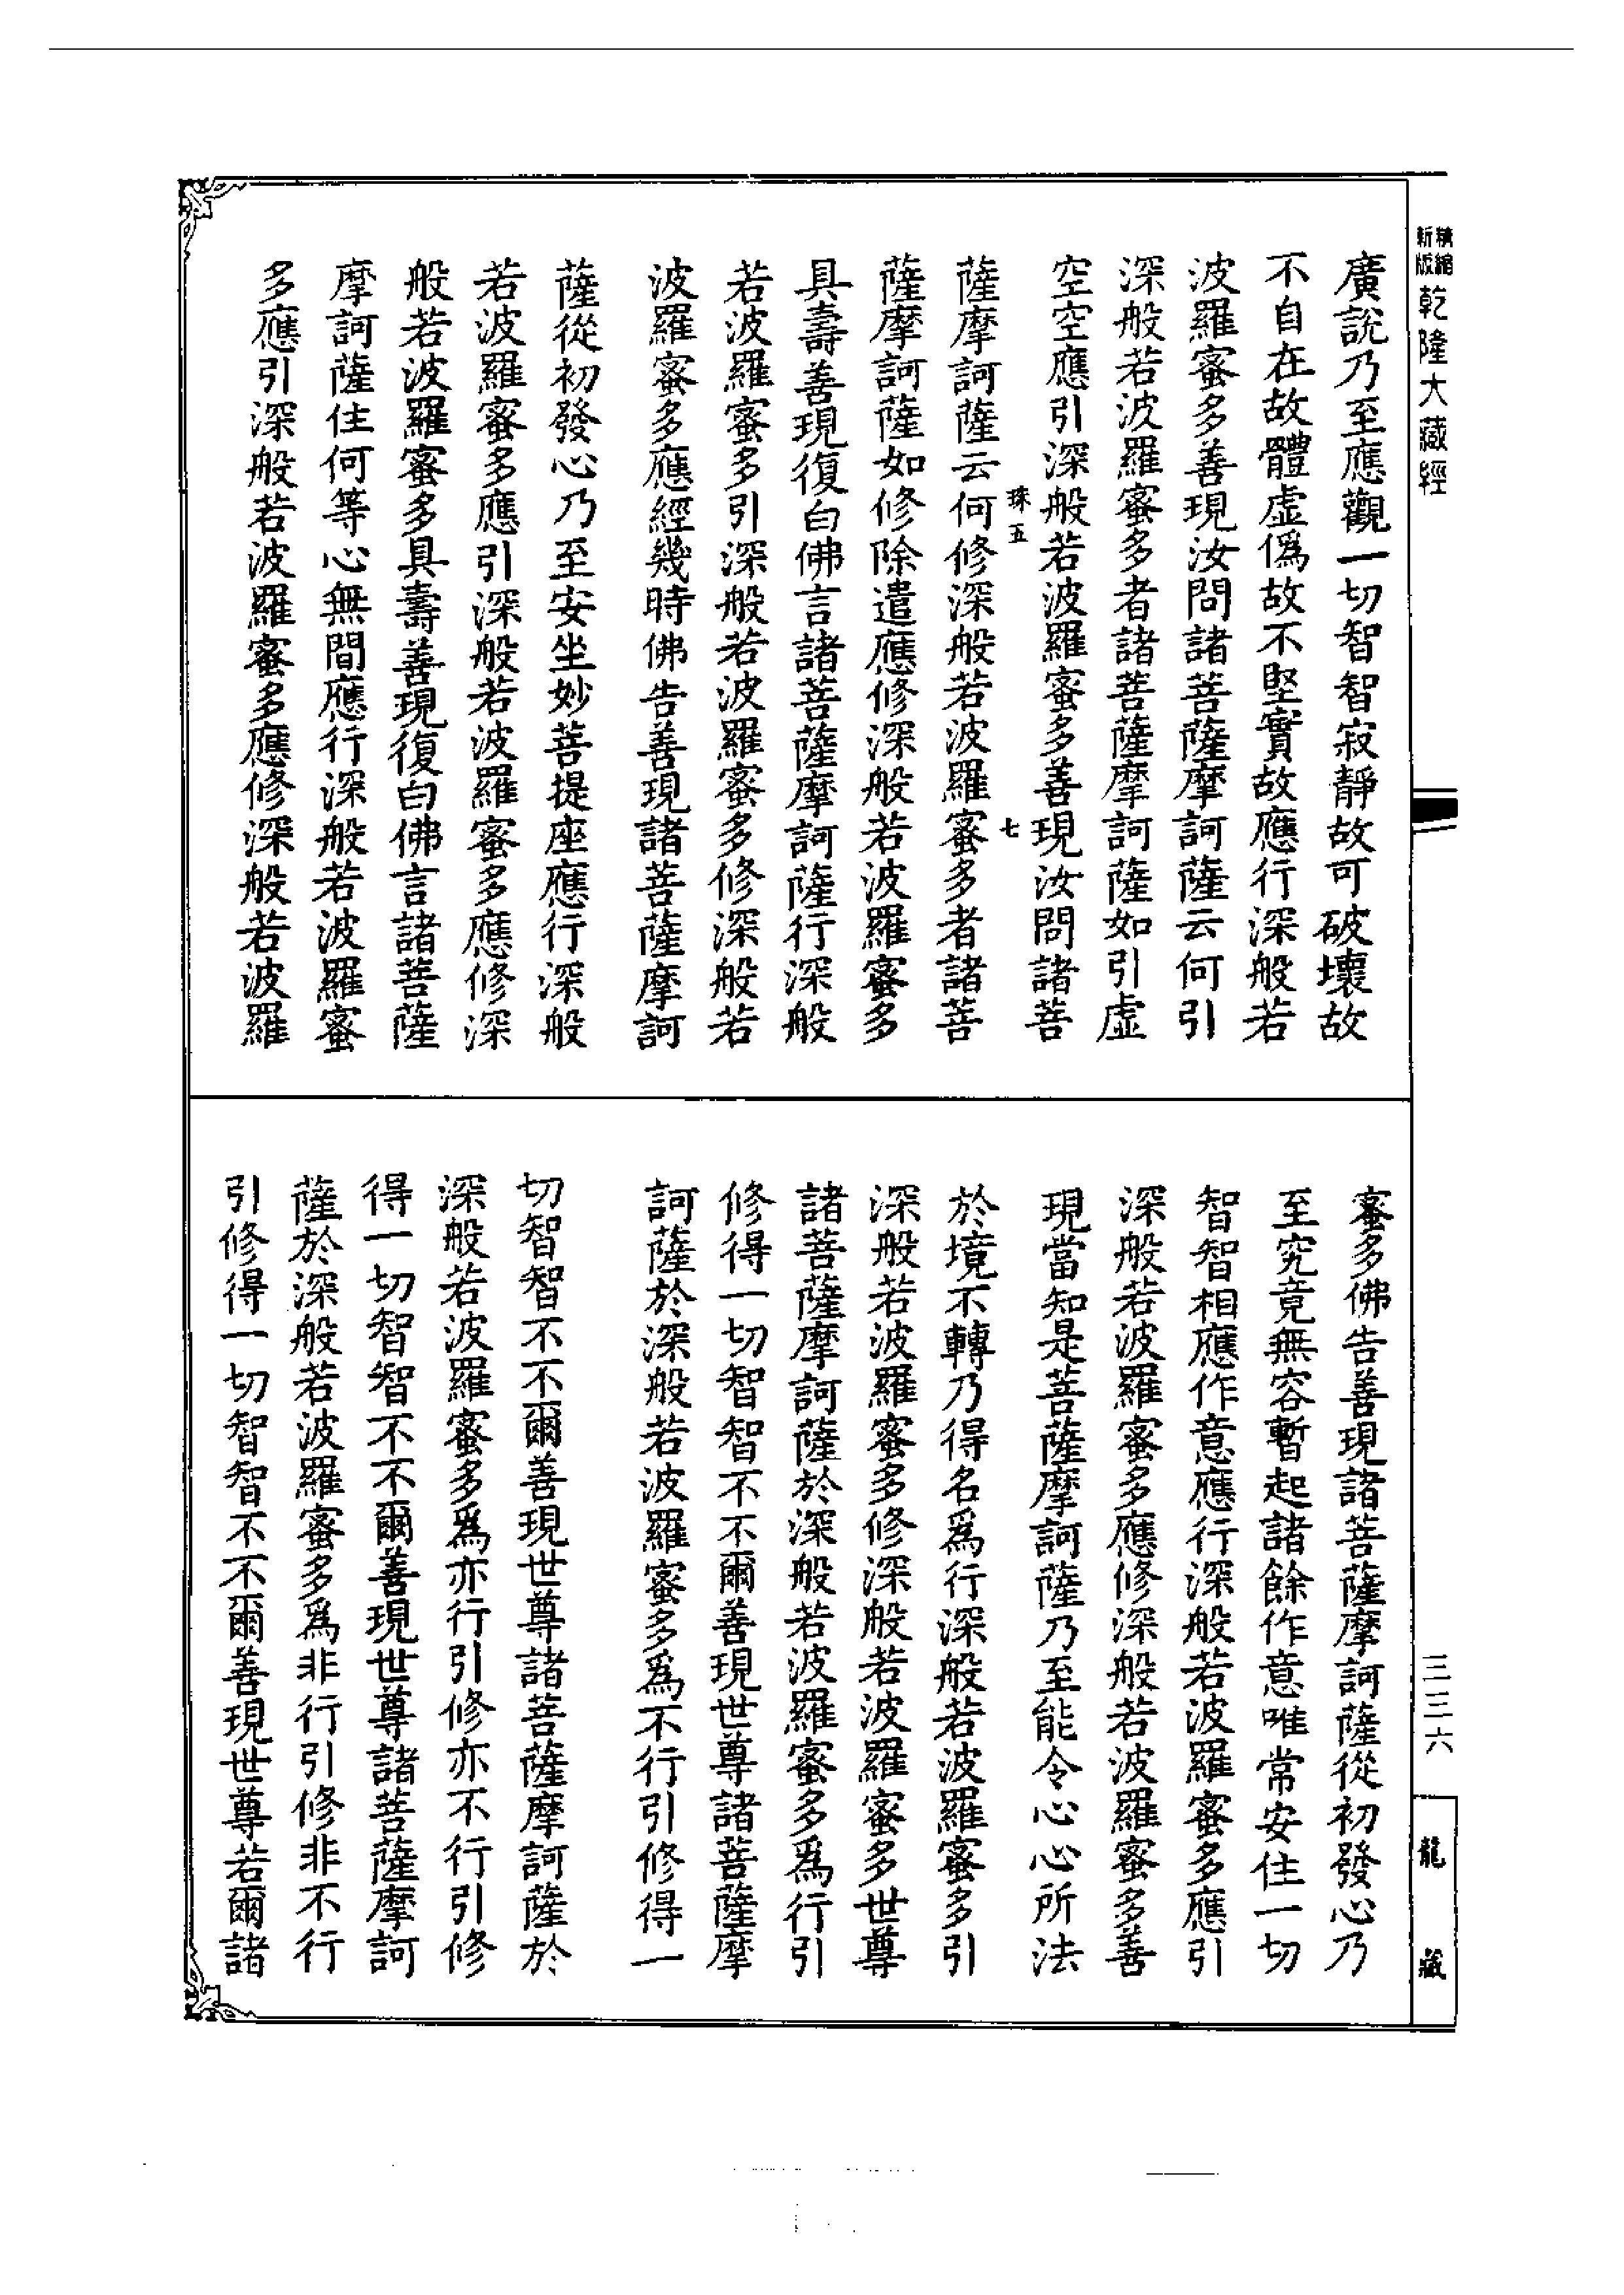 精縮
新版
乾隆大藏經
廣說乃至應觀一切智智寂靜故可破壞故
不自在故體虛僞故不堅實故應行深般若
波羅蜜多善現汝問諸菩薩摩訶薩云何引
深般若波羅蜜多者諸菩薩摩訶薩如引虛
空空應引深般若波羅蜜多善現汝問諸菩
珠五
七
薩摩訶薩云何修深般若波羅蜜多者諸菩
薩摩訶薩如修除遣應修深般若波羅蜜多
具壽善現復白佛言諸菩薩摩訶薩行深般
若波羅蜜多引深般若波羅蜜多修深般若
波羅蜜多應經幾時佛告善現諸菩薩摩訶
薩從初發心乃至安坐妙菩提座應行深般
若波羅蜜多應引深般若波羅蜜多應修深
般若波羅蜜多具壽善現復白佛言諸菩薩
摩訶薩住何等心無間應行深般若波羅蜜
多應引深般若波羅蜜多應修深般若波羅
蜜多佛告善現諸菩薩摩訶薩從初發心乃
至究竟無容暫起諸餘作意唯常安住一切
智智相應作意應行深般若波羅蜜多應引
深般若波羅蜜多應修深般若波羅蜜多善
現當知是菩薩摩訶薩乃至能令心心所法
於境不轉乃得名爲行深般若波羅蜜多引
深般若波羅蜜多修深般若波羅蜜多世尊
諸菩薩摩訶薩於深般若波羅蜜多爲行引
修得一切智智不不爾善現世尊諸菩薩摩
訶薩於深般若波羅蜜多爲不行引修得一
切智智不不爾善現世尊諸菩薩摩訶薩於
深般若波羅蜜多爲亦行引修亦不行引修
得一切智智不不爾善現世尊諸菩薩摩訶
薩於深般若波羅蜜多爲非行引修非不行
引修得一切智智不不爾善現世尊若爾諸
三三六
龍藏